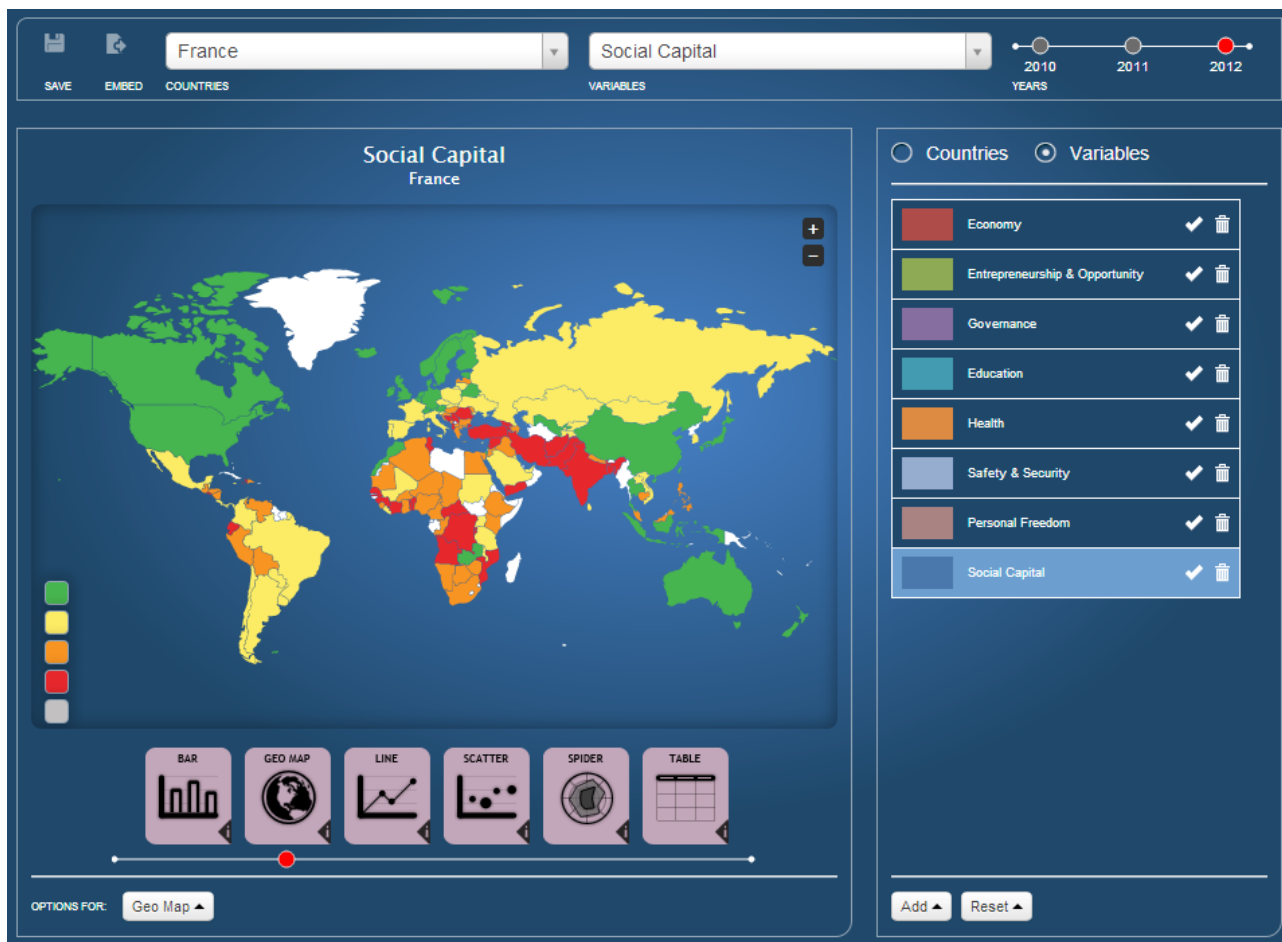 France
Social Capital
2010 2011 2012
SAVE EMBED COUNTRIES VARIABLES YEARS
Social Capital
France
+
−
BAR GEO MAP LINE SCATTER SPIDER TABLE
i i i i i i
OPTIONS FOR: Geo Map
Countries Variables
Economy
Entrepreneurship & Opportunity
Governance
Education
Health
Safety & Security
Personal Freedom
Social Capital
Add Reset